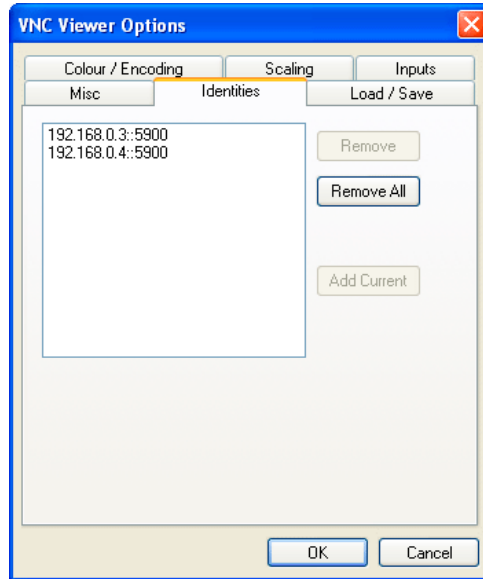 VNC Viewer Options
Colour / Encoding Scaling Inputs
Misc Identities Load / Save
192.168.0.3::5900
192.168.0.4::5900
Remove
Remove All
Add Current
OK Cancel